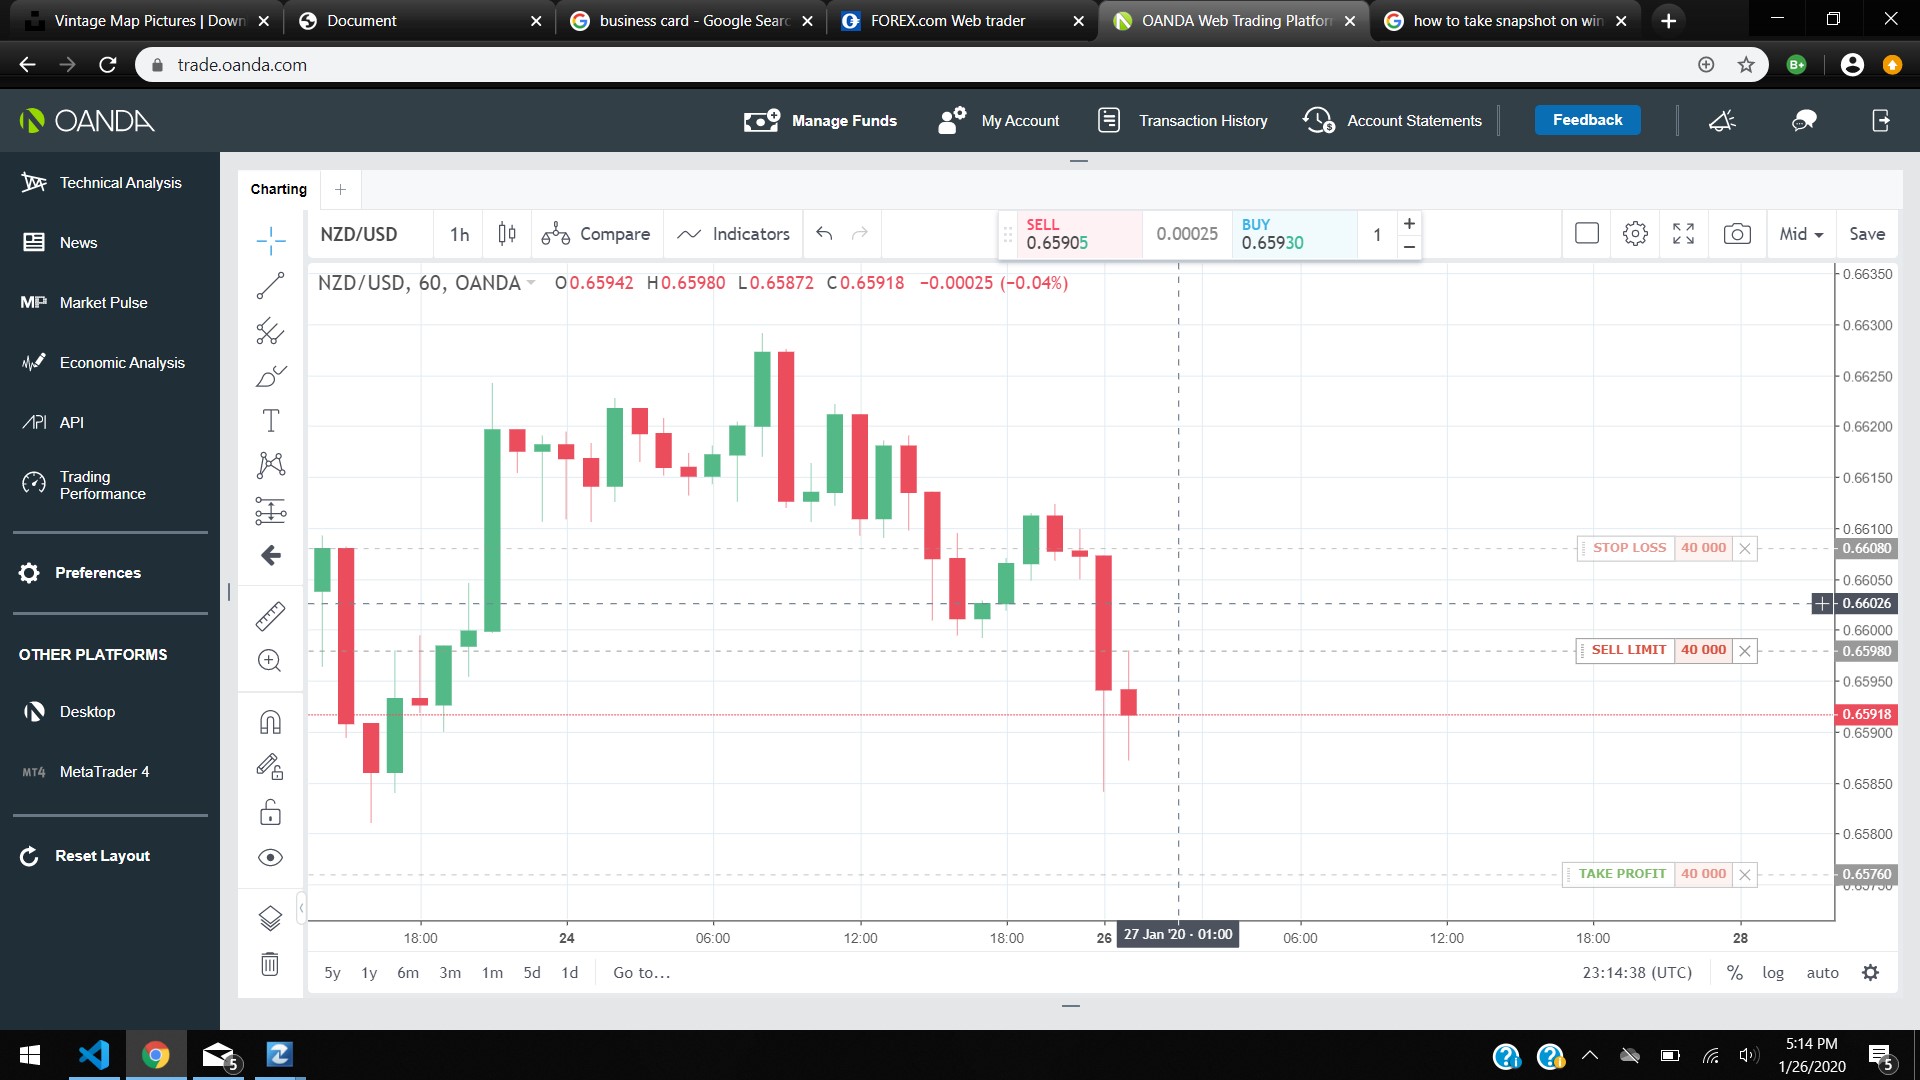 Vintage Map Pictures | Down
Document
business card - Google Searc
FOREX.com Web trader
OANDA Web Trading Platfor
how to take snapshot on win
trade.oanda.com
B+
OANDA
Manage Funds
My Account
Transaction History
Account Statements
Feedback
Technical Analysis
News
MP Market Pulse
Economic Analysis
API API
Trading
Performance
Preferences
OTHER PLATFORMS
Desktop
MT4 MetaTrader 4
Reset Layout
Charting
NZD/USD
1h
Compare
Indicators
SELL
0.65905
0.00025
BUY
0.65930
1
Mid
Save
NZD/USD, 60, OANDA
O0.65942 H0.65980 L0.65872 C0.65918 −0.00025 (−0.04%)
0.66350
0.66300
0.66250
0.66200
0.66150
0.66100
STOP LOSS 40 000
0.66080
0.66050
0.66026
0.66000
SELL LIMIT 40 000
0.65980
0.65950
0.65918
0.65900
0.65850
0.65800
TAKE PROFIT 40 000
0.65760
0.65750
18:00
24
06:00
12:00
18:00
26
27 Jan '20 · 01:00
06:00
12:00
18:00
28
5y 1y 6m 3m 1m 5d 1d
Go to...
23:14:38 (UTC)
% log auto
5
5:14 PM
1/26/2020
5